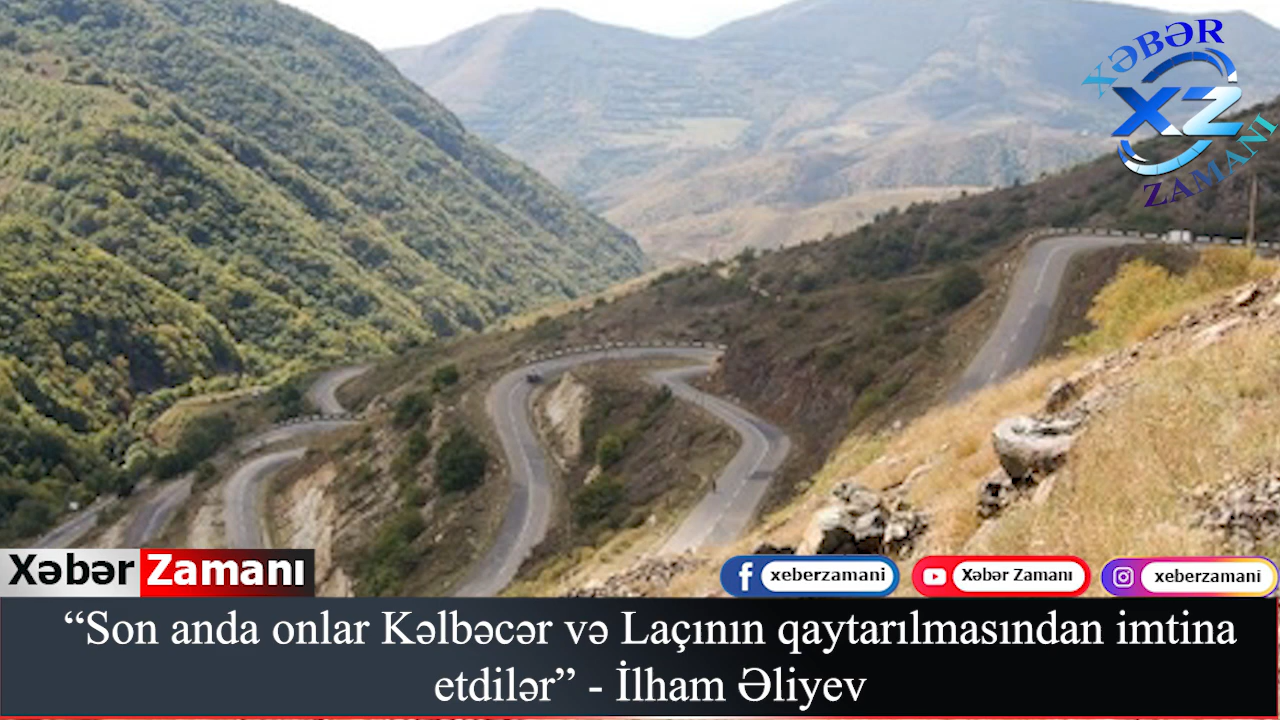 XƏBƏR
XZ
ZAMANI
Xəbər Zamanı
xeberzamani
Xəbər Zamanı
xeberzamani
“Son anda onlar Kəlbəcər və Laçının qaytarılmasından imtina
etdilər” - İlham Əliyev